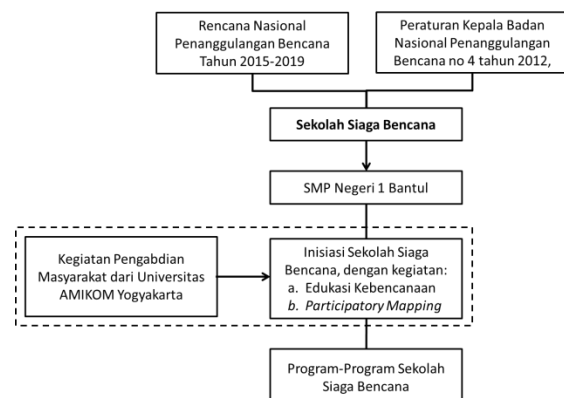 Rencana Nasional
Penanggulangan Bencana
Tahun 2015-2019
Peraturan Kepala Badan
Nasional Penanggulangan
Bencana no 4 tahun 2012,
Sekolah Siaga Bencana
SMP Negeri 1 Bantul
Kegiatan Pengabdian
Masyarakat dari Universitas
AMIKOM Yogyakarta
Inisiasi Sekolah Siaga
Bencana, dengan kegiatan:
a. Edukasi Kebencanaan
b. Participatory Mapping
Program-Program Sekolah
Siaga Bencana